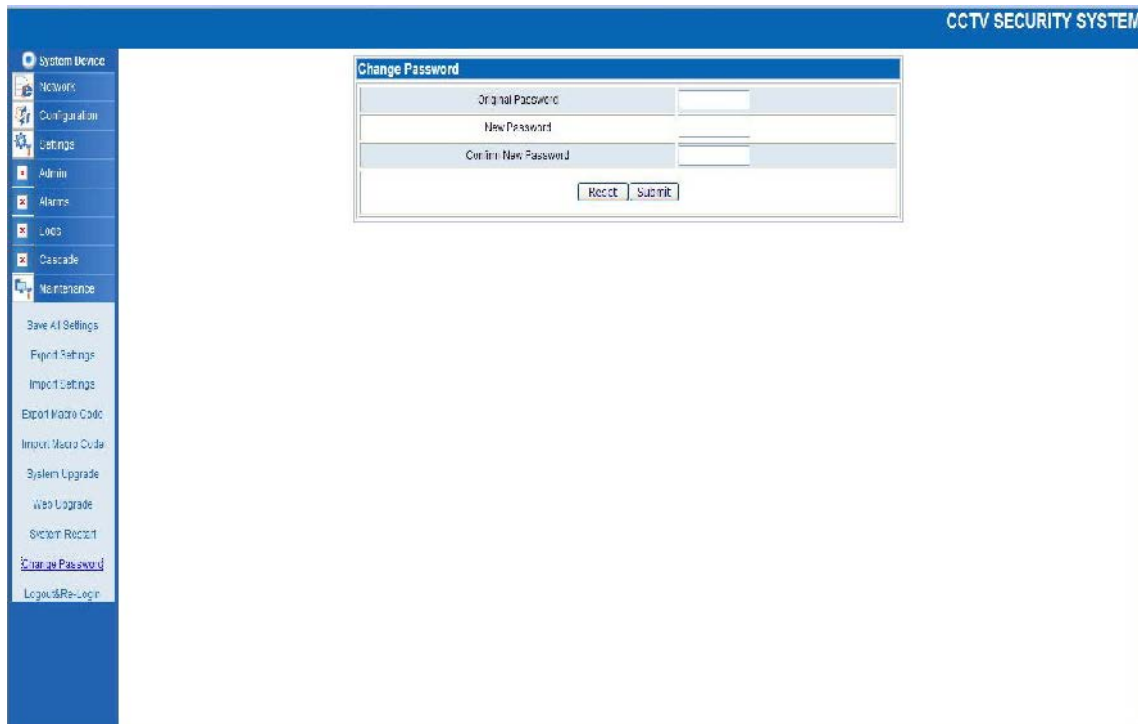 CCTV SECURITY SYSTEM
System Device
Network
Configuration
Settings
Admin
Alarms
Logs
Cascade
Maintenance
Save All Settings
Export Settings
Import Settings
Export Macro Code
Import Macro Code
System Upgrade
Web Upgrade
System Restart
Change Password
Logout&Re-Login
Change Password
Original Password
New Password
Confirm New Password
Reset Submit